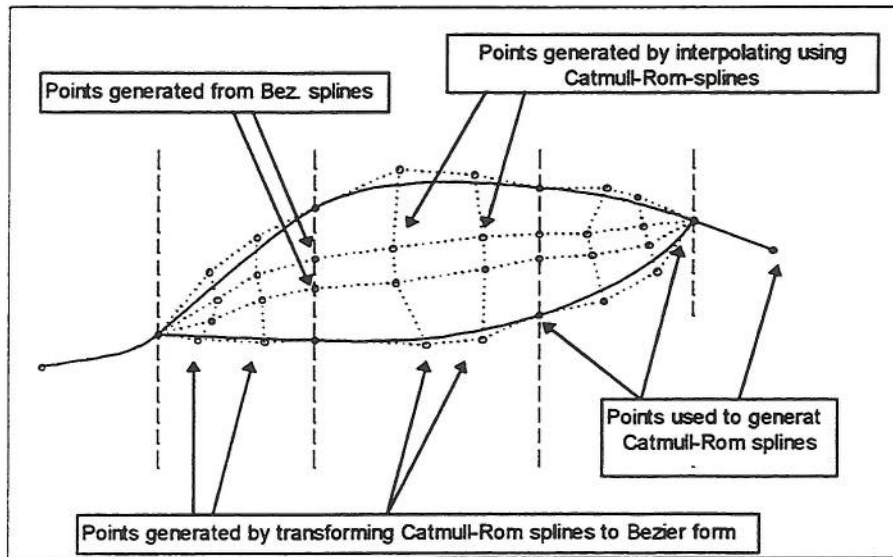 Points generated by interpolating using
Catmull-Rom-splines
Points generated from Bez. splines
Points used to generat
Catmull-Rom splines
Points generated by transforming Catmull-Rom splines to Bezier form